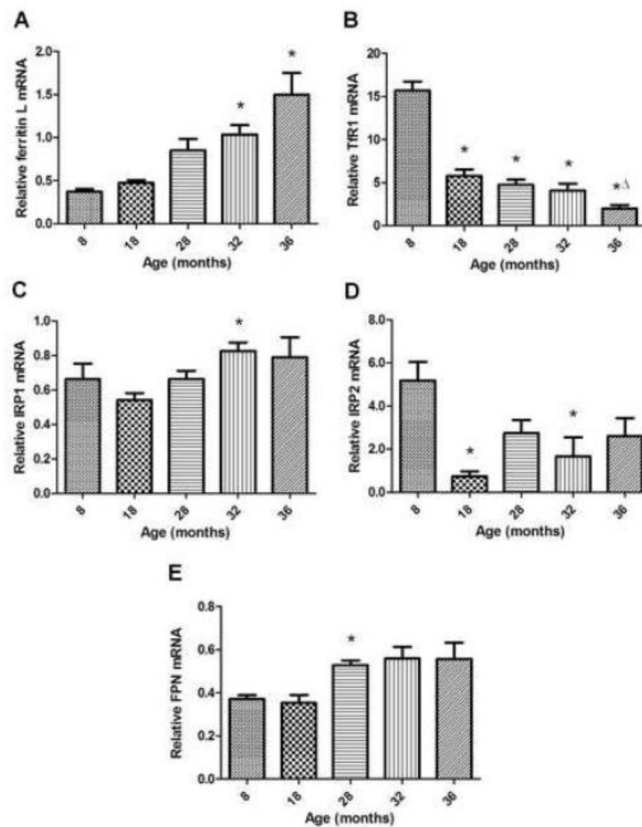 A
Relative ferritin L mRNA
2.0
1.5
1.0
0.5
0.0
* *
8 18 28 32 36
Age (months)
B
Relative TfR1 mRNA
20
15
10
5
0
* * * *Δ
8 18 28 32 36
Age (months)
C
Relative IRP1 mRNA
1.0
0.8
0.6
0.4
0.2
0.0
*
8 18 28 32 36
Age (months)
D
Relative IRP2 mRNA
8.0
6.0
4.0
2.0
0.0
* *
8 18 28 32 36
Age (months)
E
Relative FPN mRNA
0.8
0.6
0.4
0.2
0.0
*
8 18 28 32 36
Age (months)